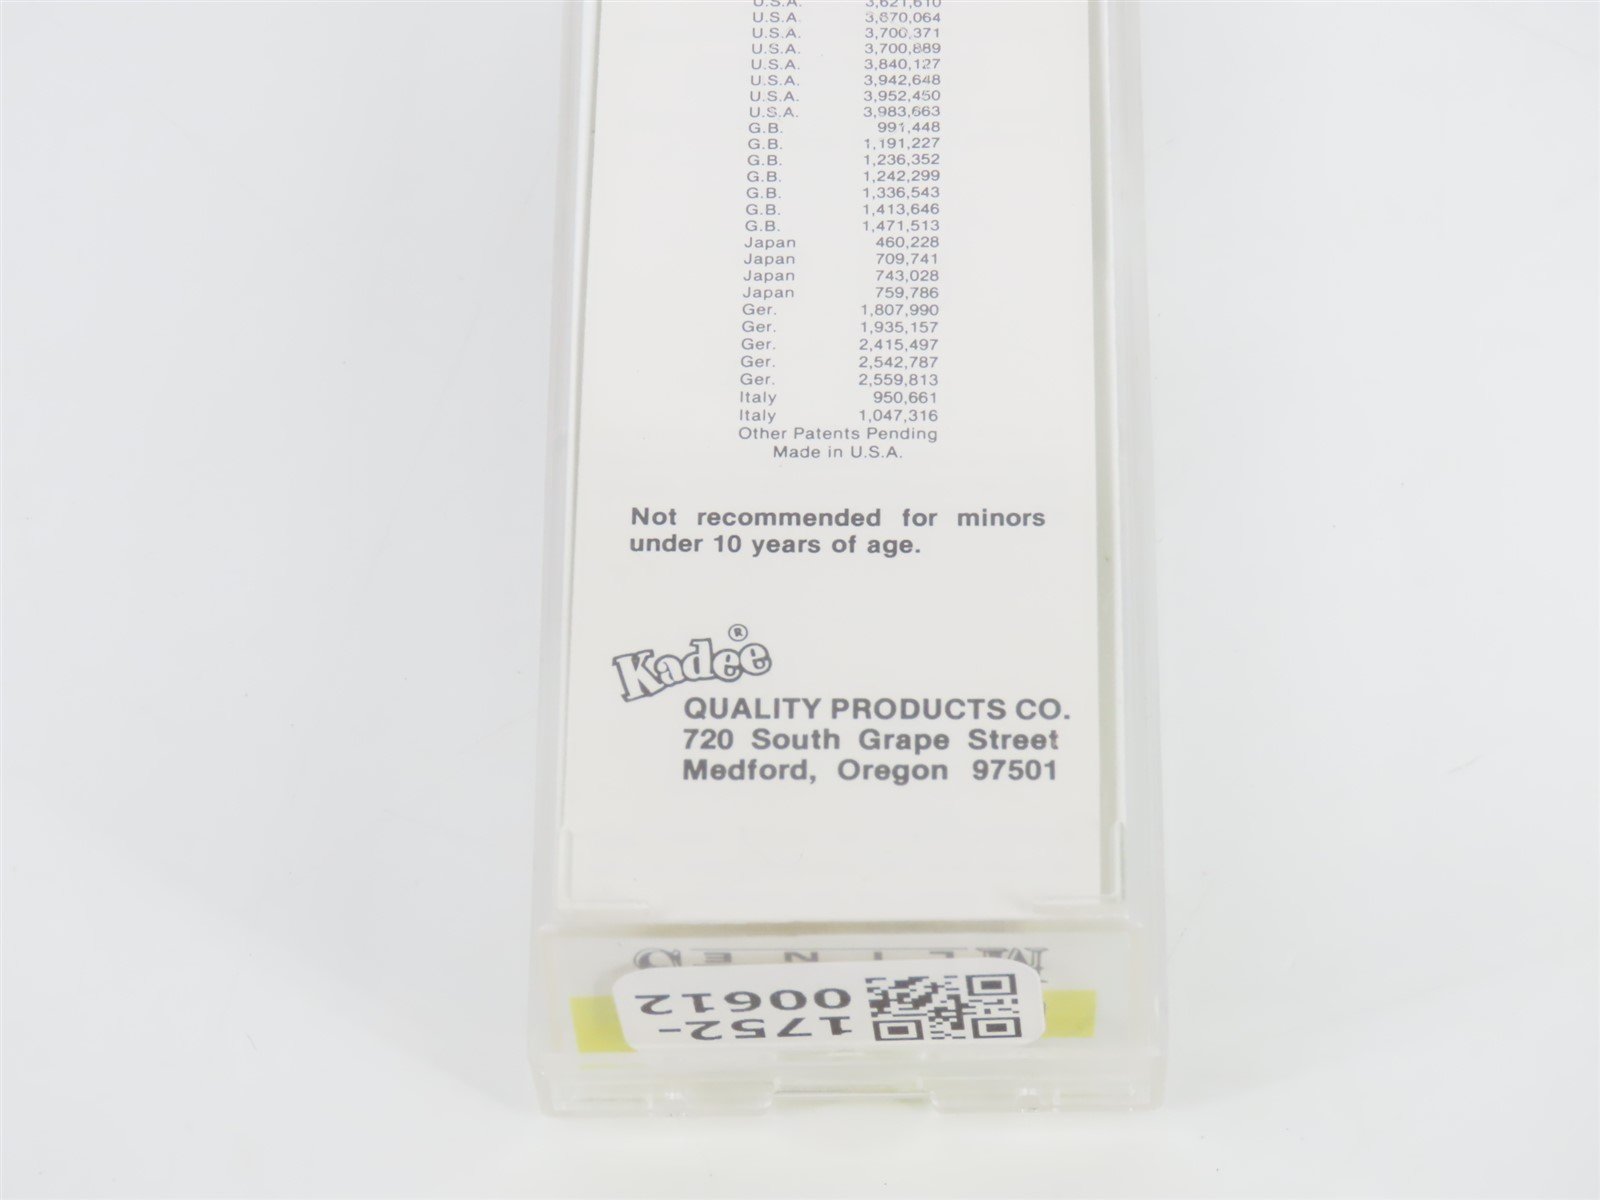 U.S.A. 3,621,610
U.S.A. 3,670,064
U.S.A. 3,700,371
U.S.A. 3,700,889
U.S.A. 3,840,127
U.S.A. 3,942,648
U.S.A. 3,952,450
U.S.A. 3,983,663
G.B. 991,448
G.B. 1,191,227
G.B. 1,236,352
G.B. 1,242,299
G.B. 1,336,543
G.B. 1,413,646
G.B. 1,471,513
Japan 460,228
Japan 709,741
Japan 743,028
Japan 759,786
Ger. 1,807,990
Ger. 1,935,157
Ger. 2,415,497
Ger. 2,542,787
Ger. 2,559,813
Italy 950,661
Italy 1,047,316
Other Patents Pending
Made in U.S.A.
Not recommended for minors
under 10 years of age.
Kadee®
QUALITY PRODUCTS CO.
720 South Grape Street
Medford, Oregon 97501
1752-
00612